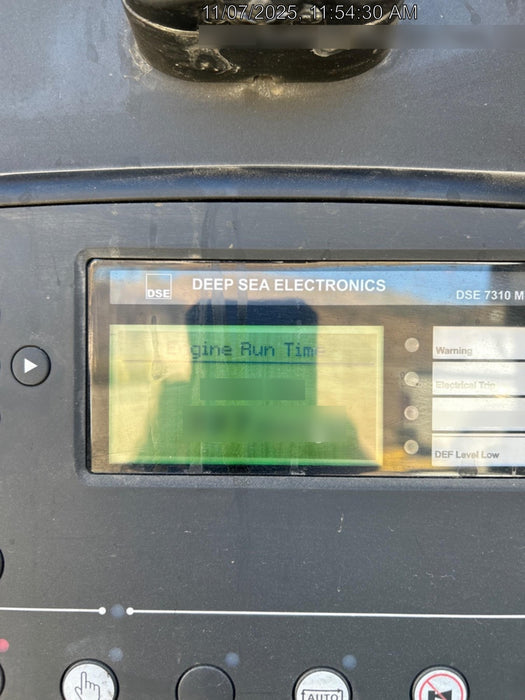 11/07/2025, 11:54:30 AM
DSE
DEEP SEA ELECTRONICS
DSE 7310 M
Engine Run Time
Warning
Electrical Trip
DEF Level Low
AUTO